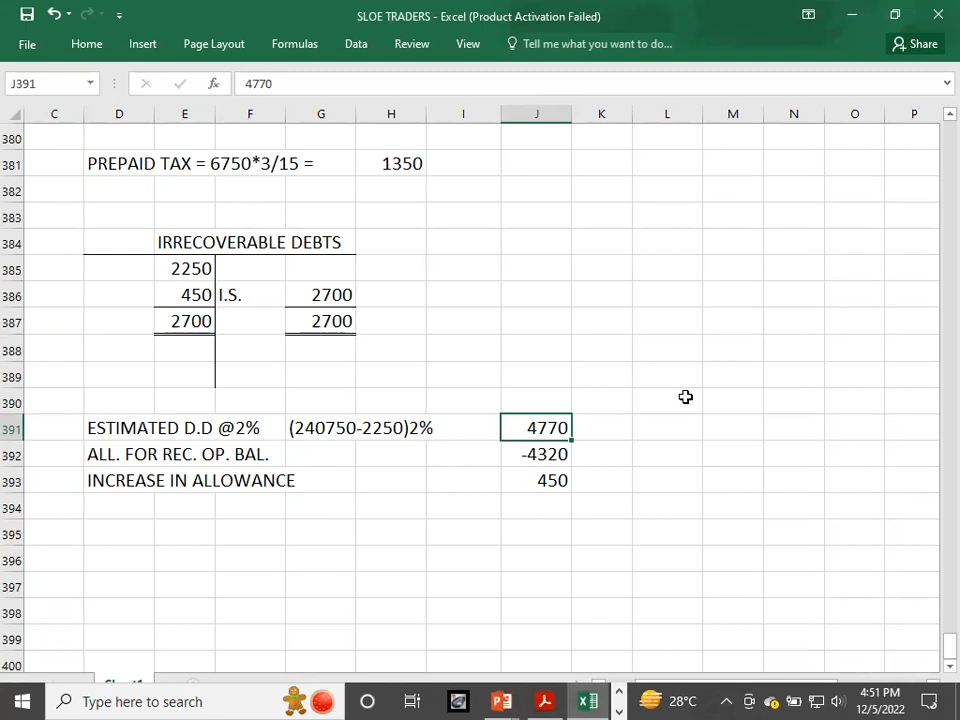 SLOE TRADERS - Excel (Product Activation Failed)
File Home Insert Page Layout Formulas Data Review View Tell me what you want to do... Share
J391 fx 4770
C D E F G H I J K L M N O P
380
381 PREPAID TAX = 6750*3/15 = 1350
382
383
384 IRRECOVERABLE DEBTS
385 2250
386 450 I.S. 2700
387 2700 2700
388
389
390
391 ESTIMATED D.D @2% (240750-2250)2% 4770
392 ALL. FOR REC. OP. BAL. -4320
393 INCREASE IN ALLOWANCE 450
394
395
396
397
398
399
400
Sheet1
Type here to search 28°C 4:51 PM
12/5/2022